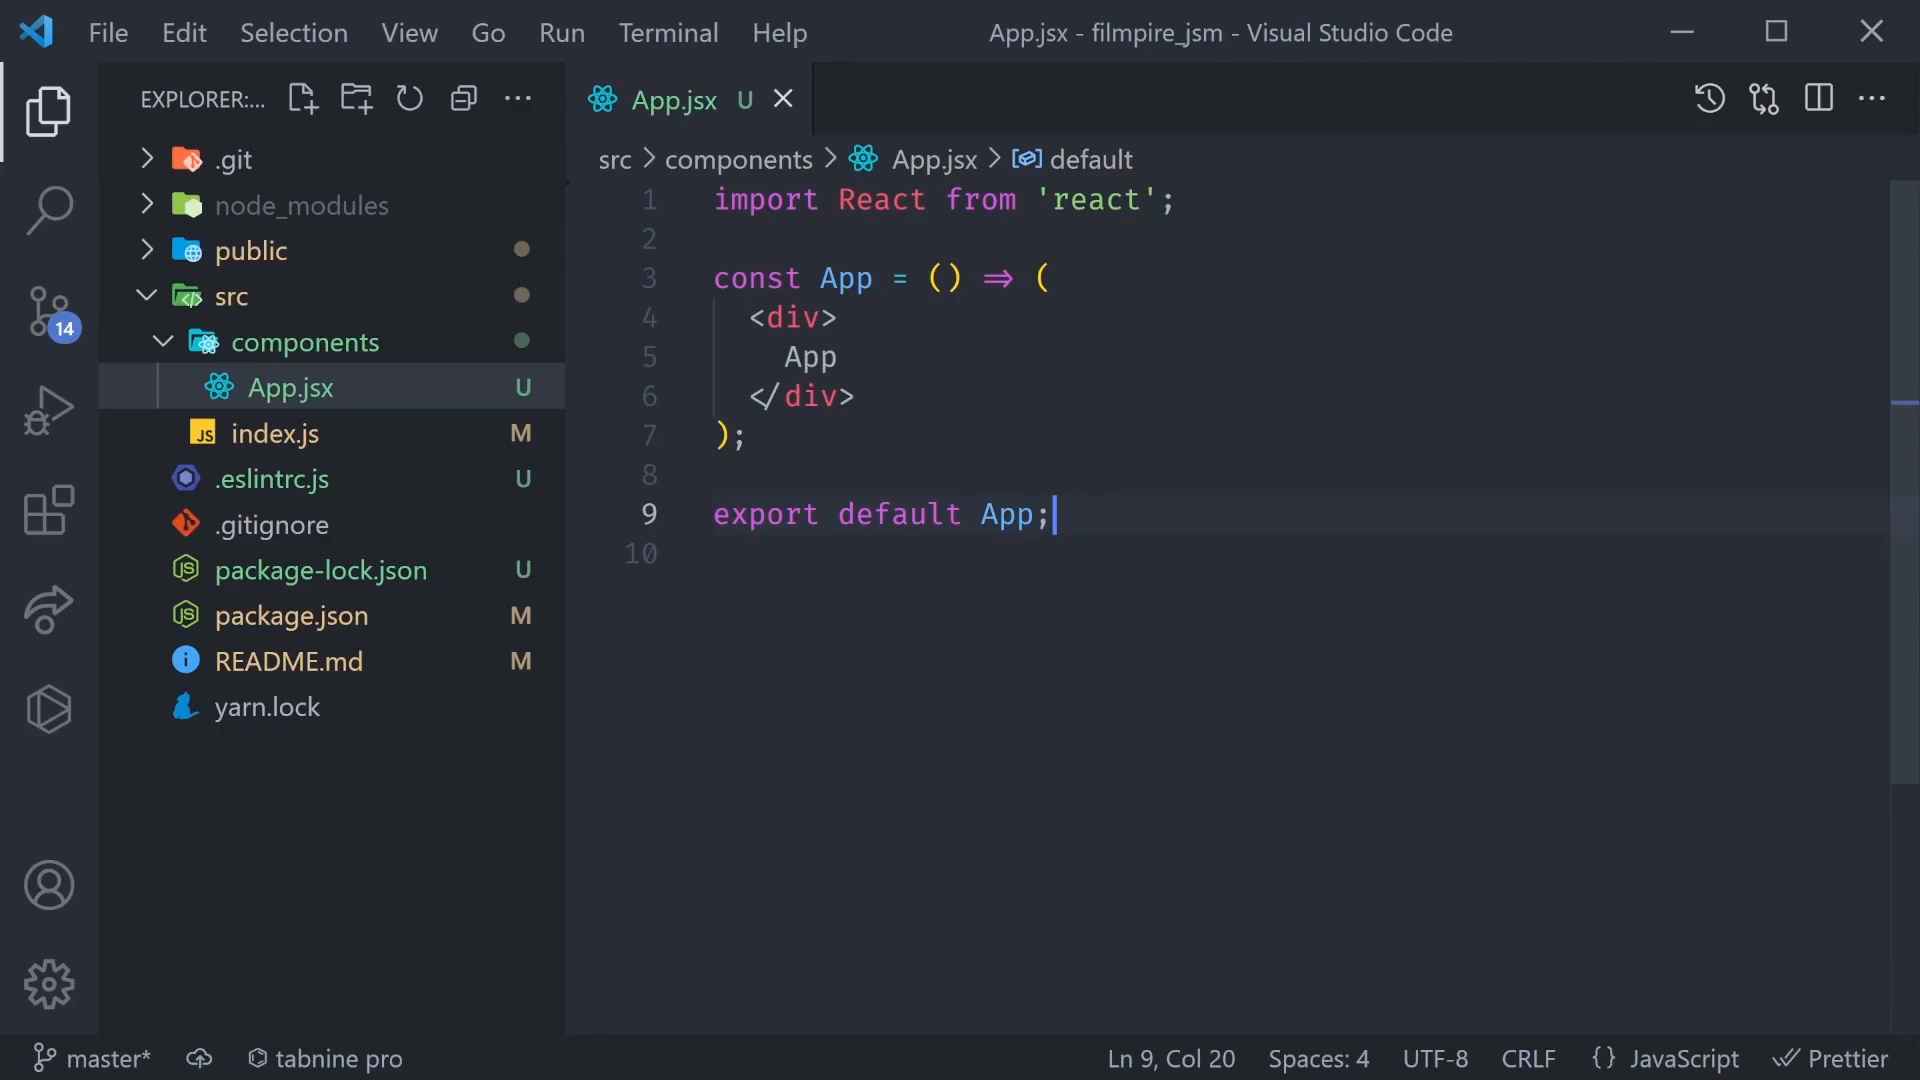 File Edit Selection View Go Run Terminal Help App.jsx - filmpire_jsm - Visual Studio Code
EXPLORER:...
.git
node_modules
public
src
components
App.jsx U
index.js M
.eslintrc.js U
.gitignore
package-lock.json U
package.json M
README.md M
yarn.lock
14
App.jsx U
src > components > App.jsx > default
1 import React from 'react';
2
3 const App = () => (
4 <div>
5 App
6 </div>
7 );
8
9 export default App;
10
master* tabnine pro Ln 9, Col 20 Spaces: 4 UTF-8 CRLF {} JavaScript Prettier